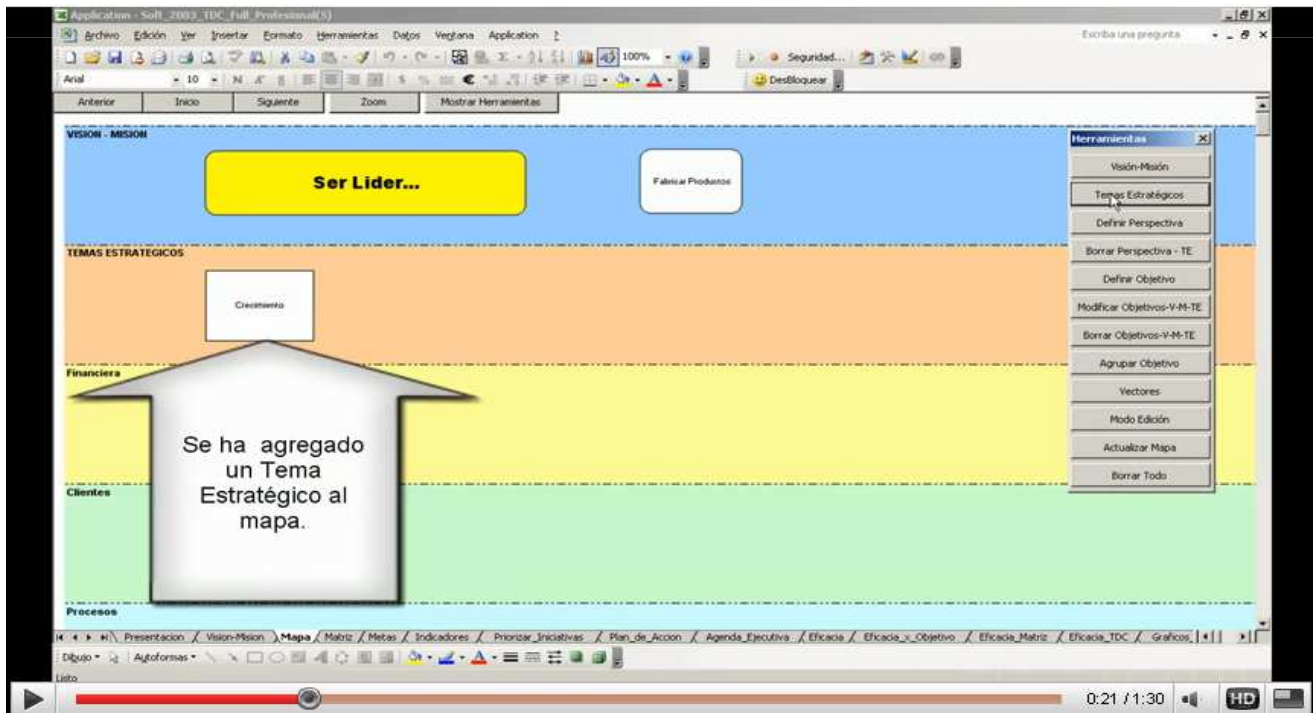 Application - Soft_2003_TDC_Full_Professional(S)
Archivo Edición Ver Insertar Formato Herramientas Datos Ventana Application ?
Escriba una pregunta
100%
Seguridad...
Arial 10 N K S
DesBloquear
Anterior Inicio Siguiente Zoom Mostrar Herramientas
VISION - MISION
Ser Lider...
Fabricar Productos
TEMAS ESTRATEGICOS
Crecimiento
Financiera
Se ha agregado
un Tema
Estratégico al
mapa.
Clientes
Procesos
Herramientas
Visión-Misión
Temas Estratégicos
Definir Perspectiva
Borrar Perspectiva - TE
Definir Objetivo
Modificar Objetivos-V-M-TE
Borrar Objetivos-V-M-TE
Agrupar Objetivo
Vectores
Modo Edición
Actualizar Mapa
Borrar Todo
Presentacion / Vision-Mision / Mapa / Matriz / Metas / Indicadores / Priorizar_Iniciativas / Plan_de_Accion / Agenda_Ejecutiva / Eficacia / Eficacia_x_Objetivo / Eficacia_Matriz / Eficacia_TDC / Graficos_
Dibujo Autoformas
Listo
0:21 / 1:30 HD